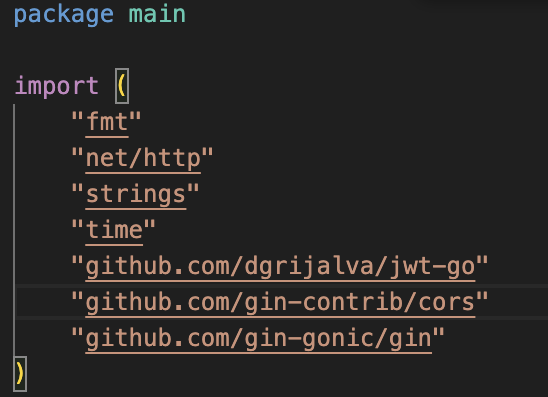 package main
import (
"fmt"
"net/http"
"strings"
"time"
"github.com/dgrijalva/jwt-go"
"github.com/gin-contrib/cors"
"github.com/gin-gonic/gin"
)